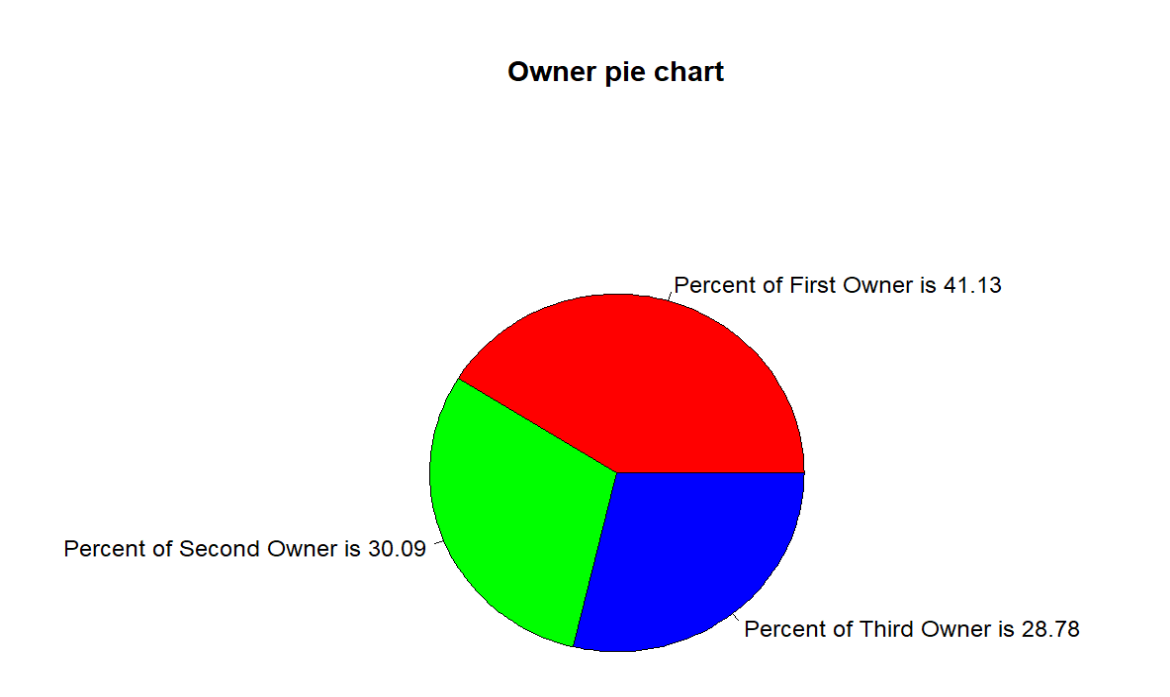 Owner pie chart
Percent of First Owner is 41.13
Percent of Second Owner is 30.09
Percent of Third Owner is 28.78